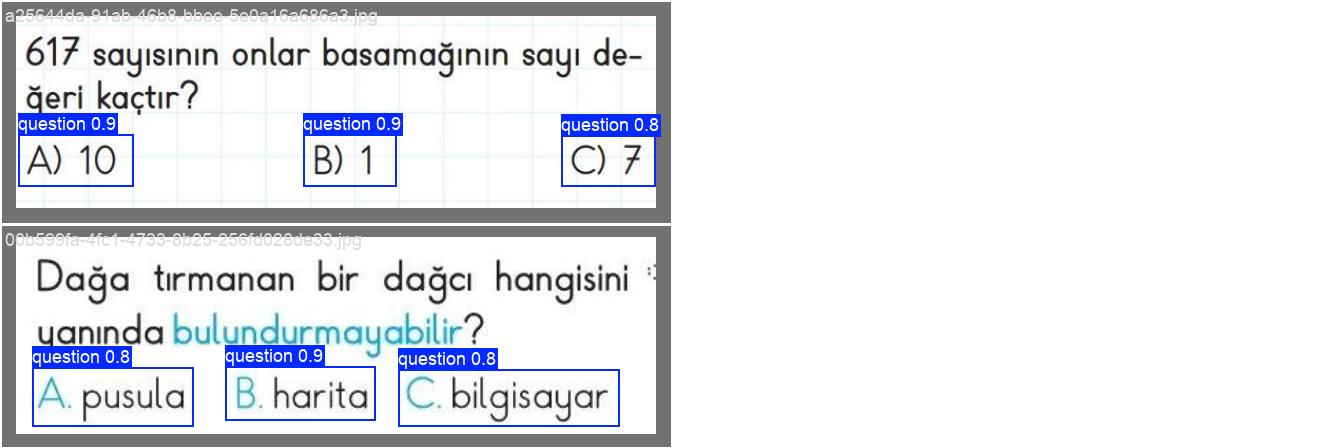 a25644da-91ab-46b8-bbee-5e0a16a686a3.jpg
617 sayısının onlar basamağının sayı de-
ğeri kaçtır?
question 0.9 question 0.9 question 0.8
A) 10 B) 1 C) 7
00b599fa-4fc1-4733-8b25-256fd028de33.jpg
Dağa tırmanan bir dağcı hangisini
yanında bulundurmayabilir?
question 0.8 question 0.9 question 0.8
A. pusula B. harita C. bilgisayar